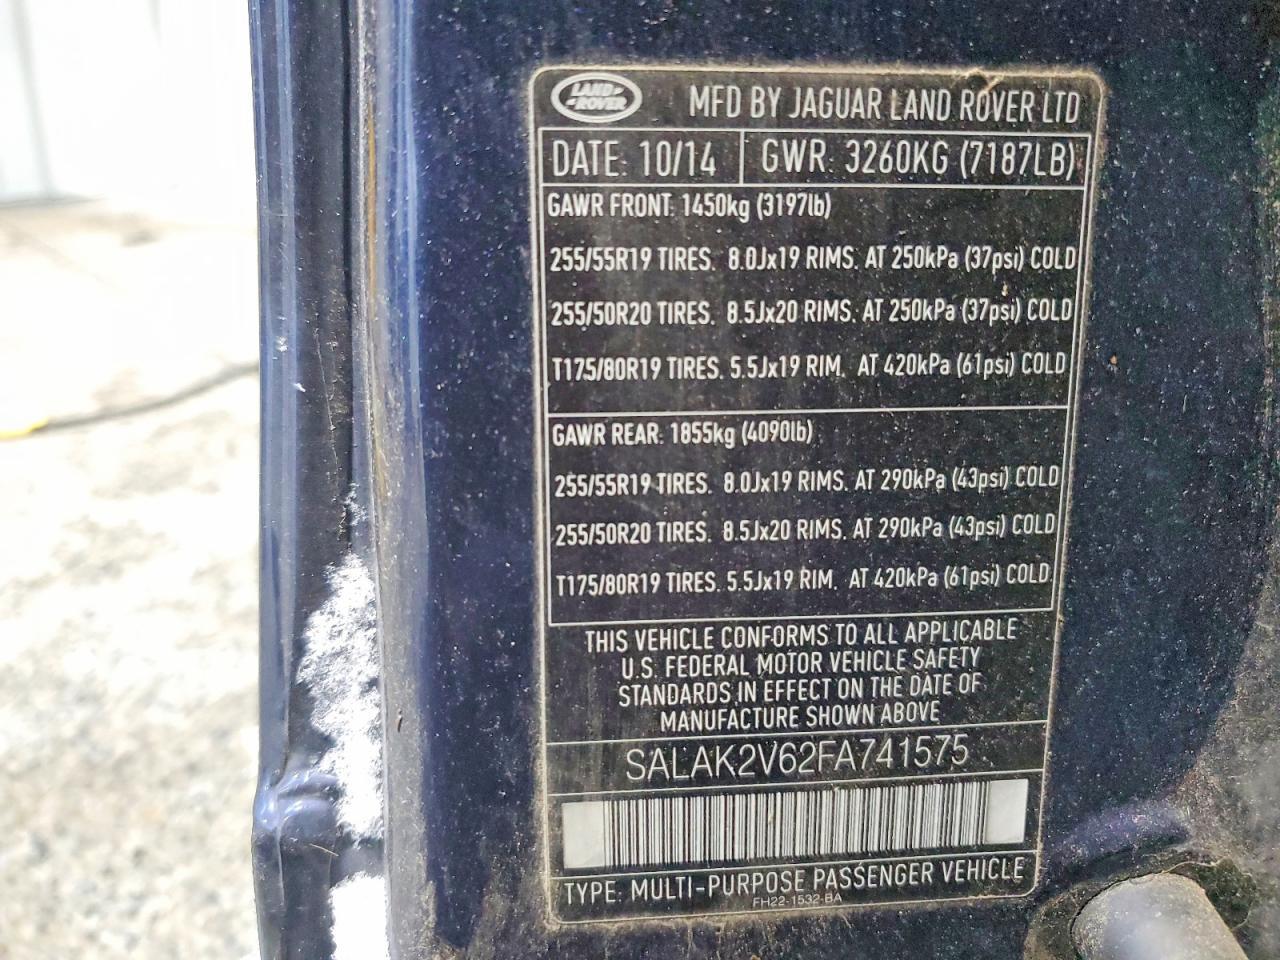 LAND ROVER
MFD BY JAGUAR LAND ROVER LTD
DATE: 10/14 GWR: 3260KG (7187LB)
GAWR FRONT: 1450kg (3197lb)
255/55R19 TIRES. 8.0Jx19 RIMS. AT 250kPa (37psi) COLD
255/50R20 TIRES. 8.5Jx20 RIMS. AT 250kPa (37psi) COLD
T175/80R19 TIRES. 5.5Jx19 RIM. AT 420kPa (61psi) COLD
GAWR REAR: 1855kg (4090lb)
255/55R19 TIRES. 8.0Jx19 RIMS. AT 290kPa (43psi) COLD
255/50R20 TIRES. 8.5Jx20 RIMS. AT 290kPa (43psi) COLD
T175/80R19 TIRES. 5.5Jx19 RIM. AT 420kPa (61psi) COLD
THIS VEHICLE CONFORMS TO ALL APPLICABLE
U.S. FEDERAL MOTOR VEHICLE SAFETY
STANDARDS IN EFFECT ON THE DATE OF
MANUFACTURE SHOWN ABOVE
SALAK2V62FA741575
TYPE: MULTI-PURPOSE PASSENGER VEHICLE
FH22-1532-BA